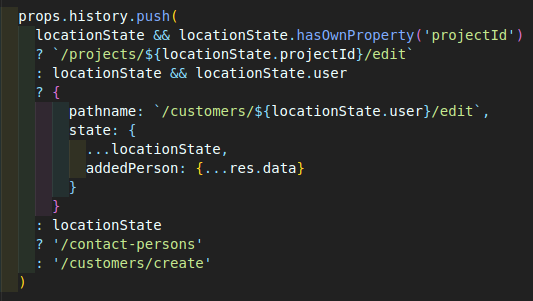 props.history.push(
locationState && locationState.hasOwnProperty('projectId')
? `/projects/${locationState.projectId}/edit`
: locationState && locationState.user
? {
pathname: `/customers/${locationState.user}/edit`,
state: {
...locationState,
addedPerson: {...res.data}
}
}
: locationState
? '/contact-persons'
: '/customers/create'
)